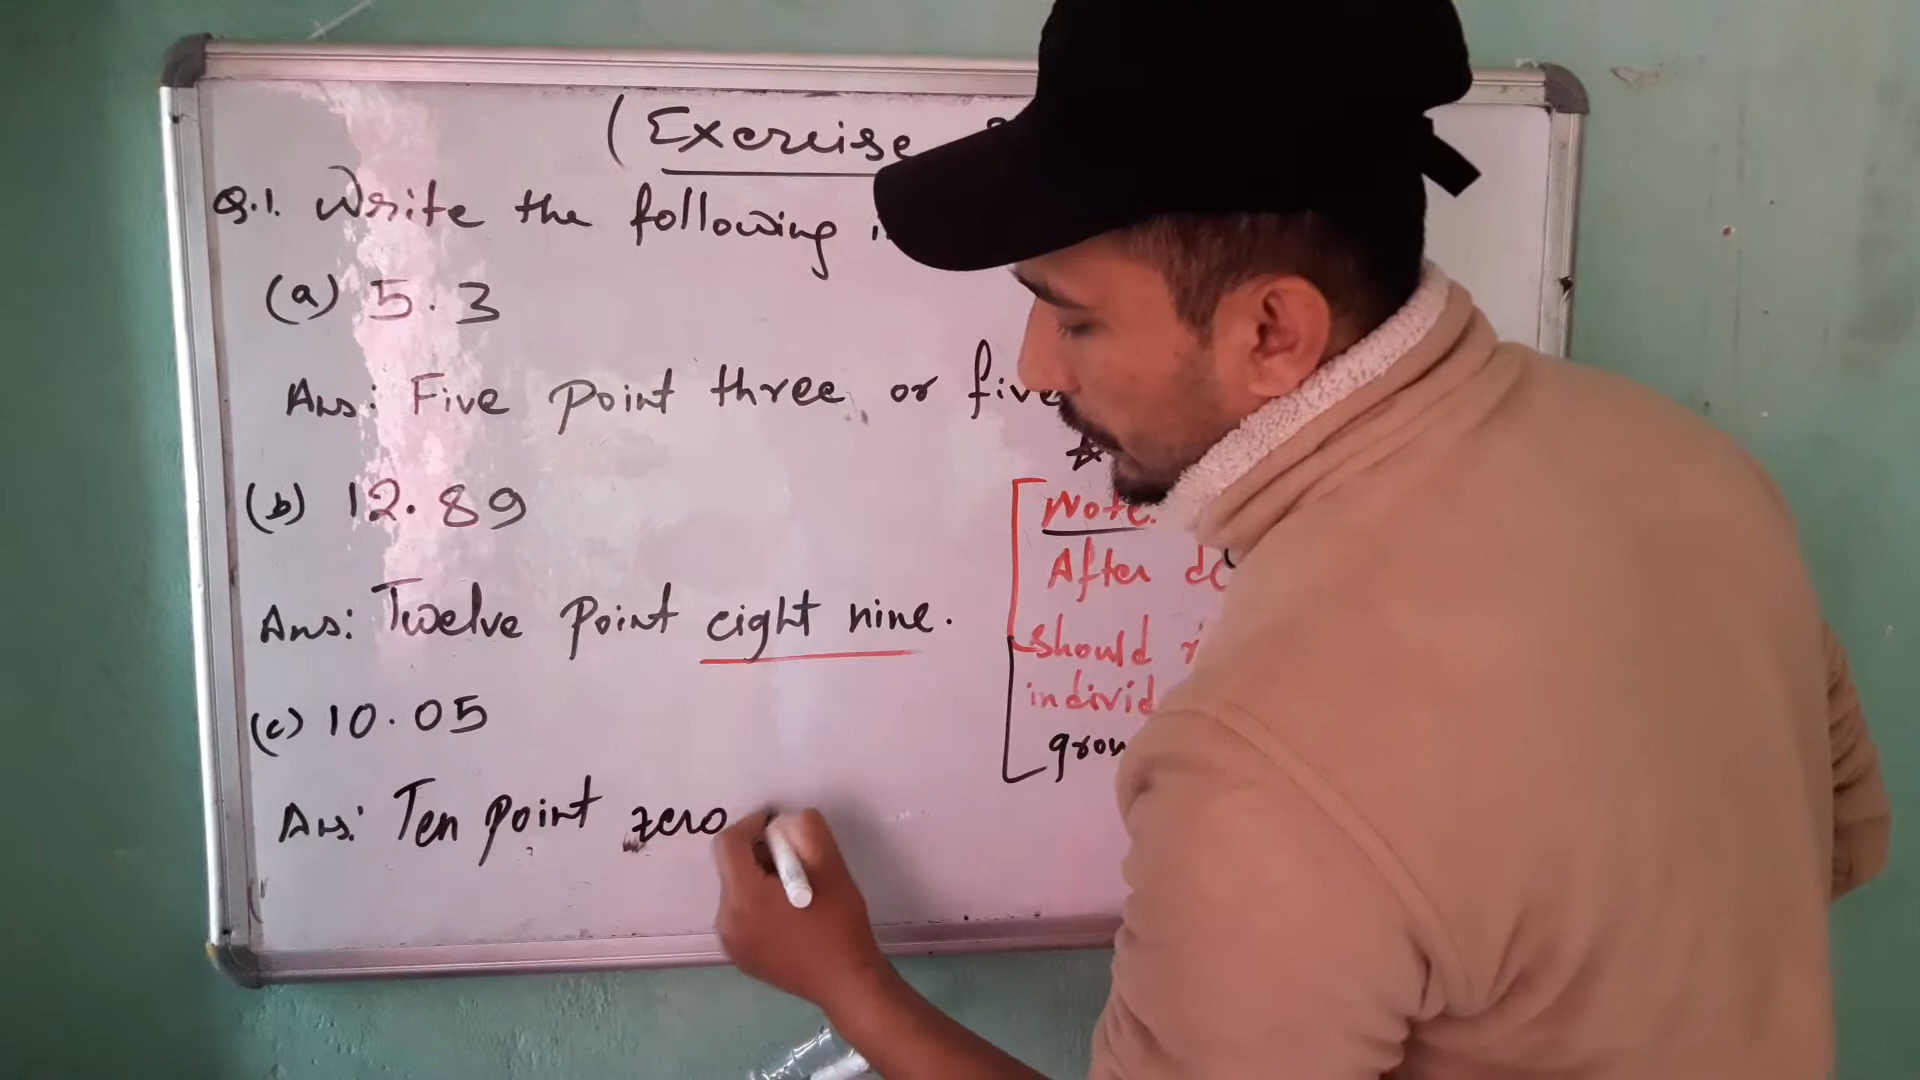 (Exercise
Q.1. Write the following
(a) 5.3
Ans: Five point three, or five
(b) 12.89
Ans: Twelve point eight nine.
(c) 10.05
Ans: Ten point zero
Note:
After
should